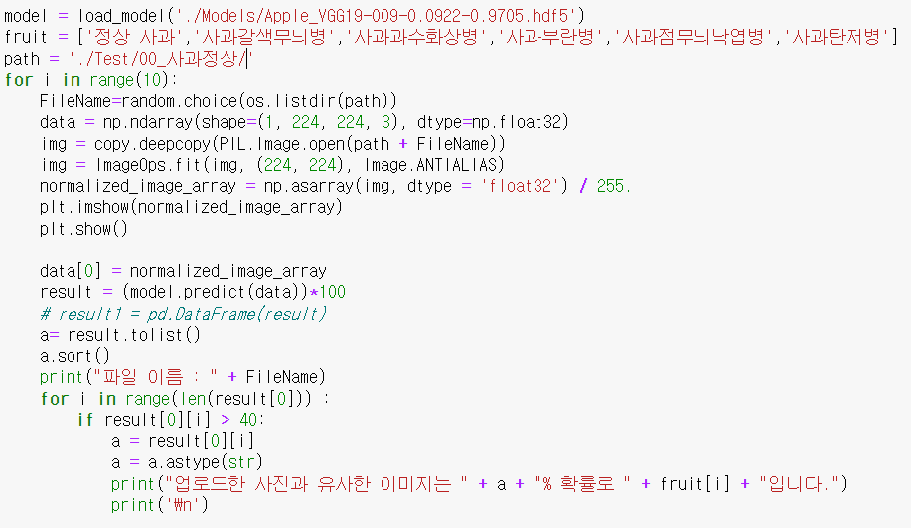 model = load_model('./Models/Apple_VGG19-009-0.0922-0.9705.hdf5')
fruit = ['정상 사과','사과갈색무늬병','사과과수화상병','사과부란병','사과점무늬낙엽병','사과탄저병']
path = './Test/00_사과정상/'
for i in range(10):
    FileName=random.choice(os.listdir(path))
    data = np.ndarray(shape=(1, 224, 224, 3), dtype=np.float32)
    img = copy.deepcopy(PIL.Image.open(path + FileName))
    img = ImageOps.fit(img, (224, 224), Image.ANTIALIAS)
    normalized_image_array = np.asarray(img, dtype = 'float32') / 255.
    plt.imshow(normalized_image_array)
    plt.show()

    data[0] = normalized_image_array
    result = (model.predict(data))*100
    # result1 = pd.DataFrame(result)
    a= result.tolist()
    a.sort()
    print("파일 이름 : " + FileName)
    for i in range(len(result[0])) :
        if result[0][i] > 40:
            a = result[0][i]
            a = a.astype(str)
            print("업로드한 사진과 유사한 이미지는 " + a + "% 확률로 " + fruit[i] + "입니다.")
            print('₩n')